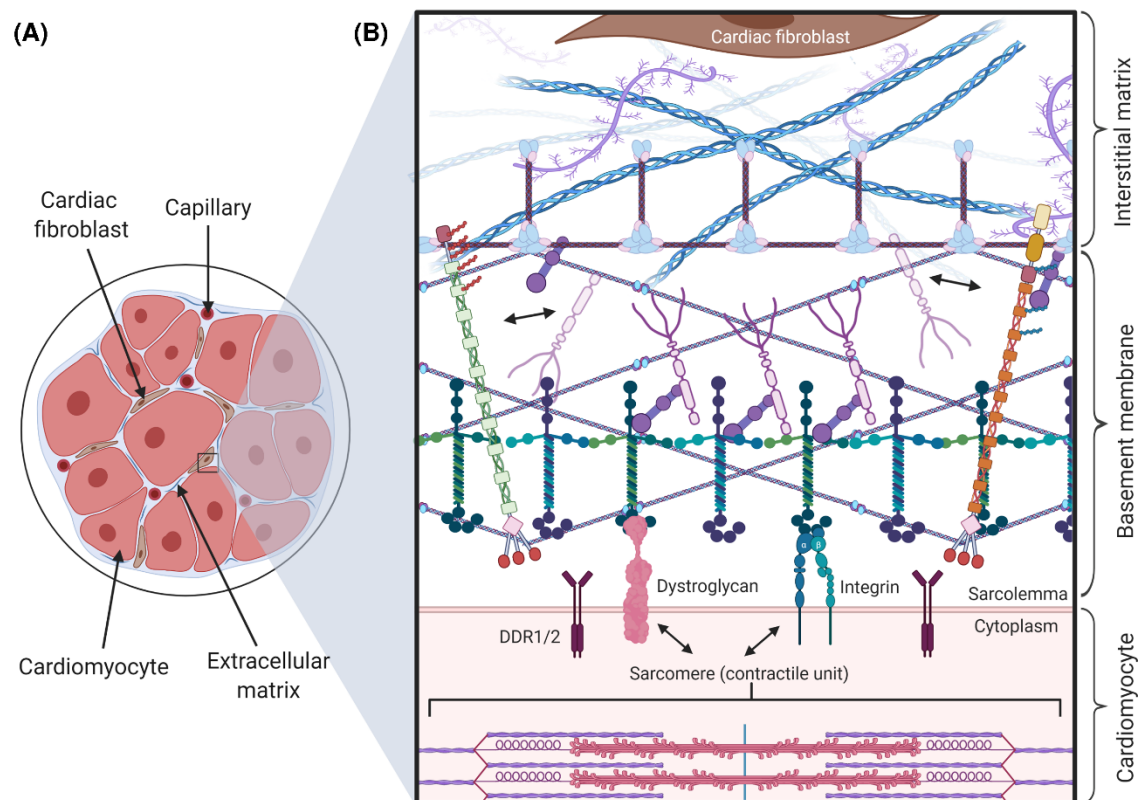 (A)
(B)
Cardiac fibroblast
Interstitial matrix
Cardiac
fibroblast
Capillary
Basement membrane
α
β
Dystroglycan
Integrin
Sarcolemma
DDR1/2
Cytoplasm
Cardiomyocyte
Extracellular
matrix
Sarcomere (contractile unit)
Cardiomyocyte